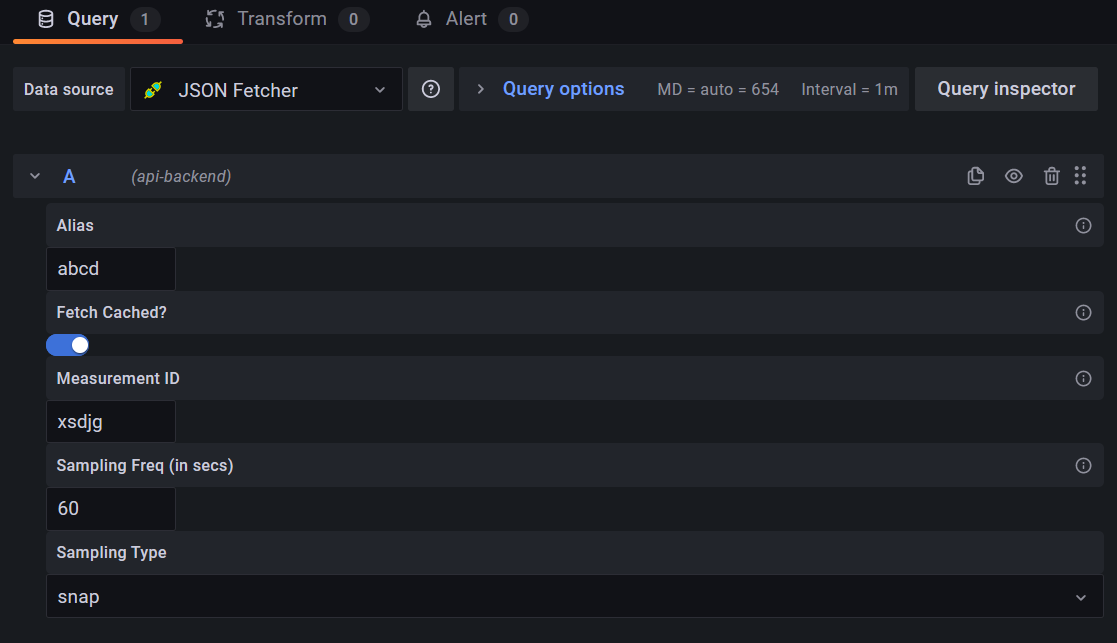 Query 1 Transform 0 Alert 0
Data source JSON Fetcher Query options MD = auto = 654 Interval = 1m Query inspector
A (api-backend)
Alias
abcd
Fetch Cached?
Measurement ID
xsdjg
Sampling Freq (in secs)
60
Sampling Type
snap